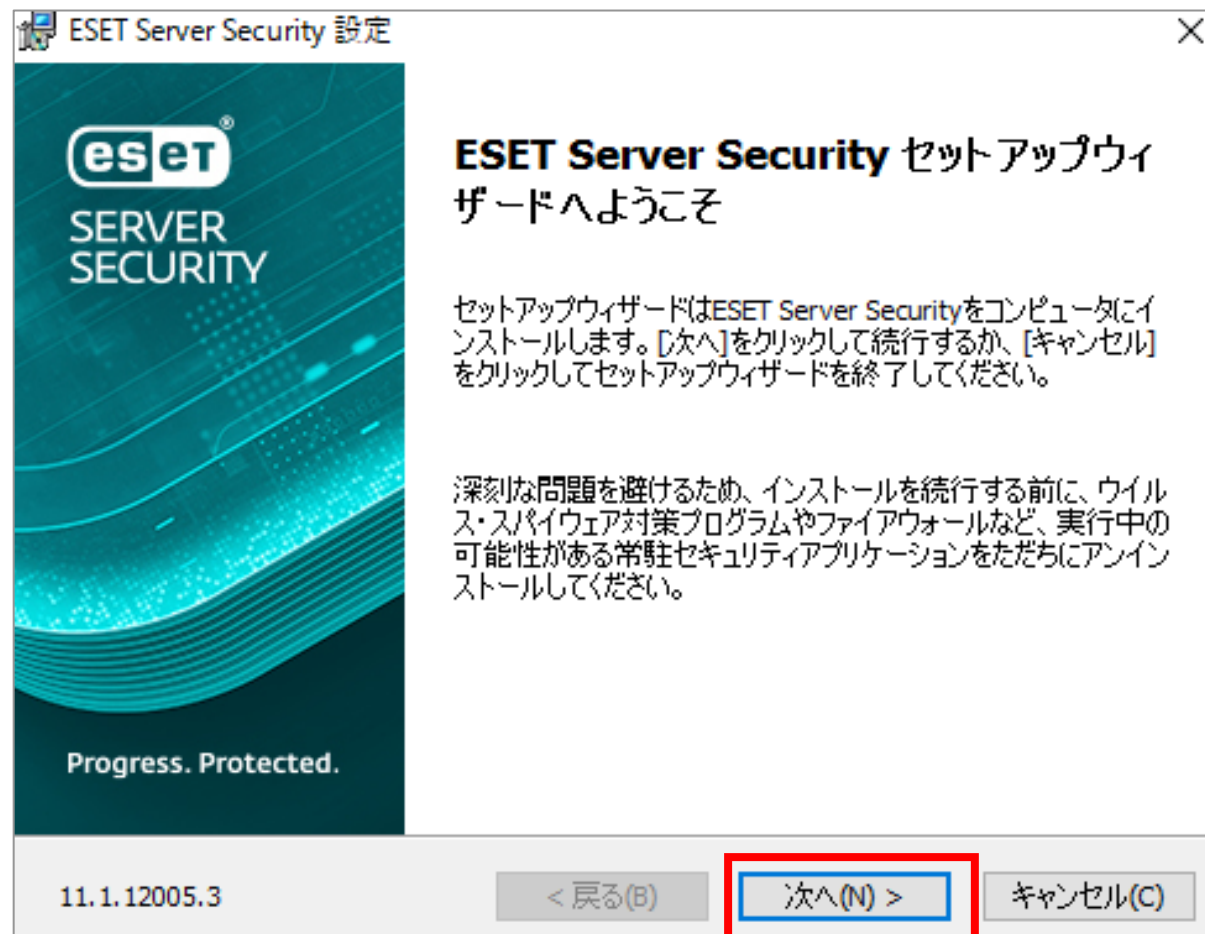 ESET Server Security 設定
eset®
SERVER
SECURITY
Progress. Protected.
ESET Server Security セットアップウィ
ザードへようこそ
セットアップウィザードはESET Server Securityをコンピュータにイ
ンストールします。[次へ]をクリックして続行するか、[キャンセル]
をクリックしてセットアップウィザードを終了してください。
深刻な問題を避けるため、インストールを続行する前に、ウイル
ス・スパイウェア対策プログラムやファイアウォールなど、実行中の
可能性がある常駐セキュリティアプリケーションをただちにアンイン
ストールしてください。
11.1.12005.3
< 戻る(B)
次へ(N) >
キャンセル(C)